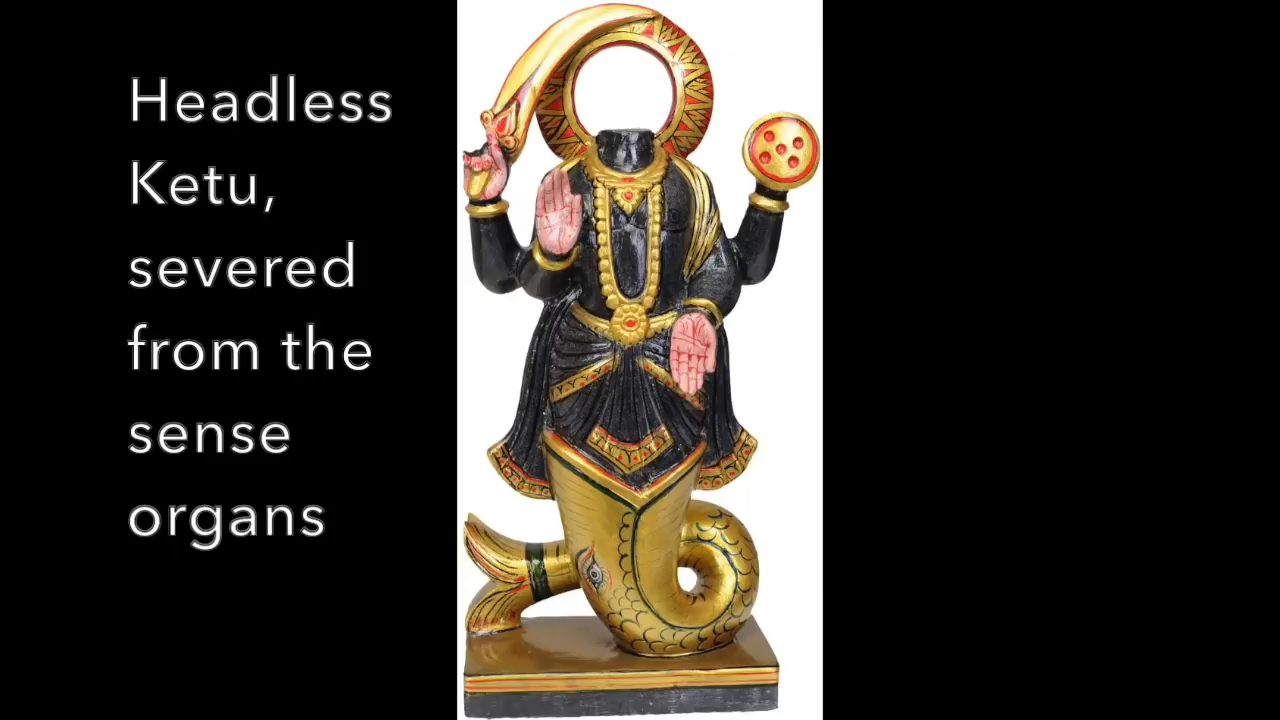 Headless
Ketu,
severed
from the
sense
organs